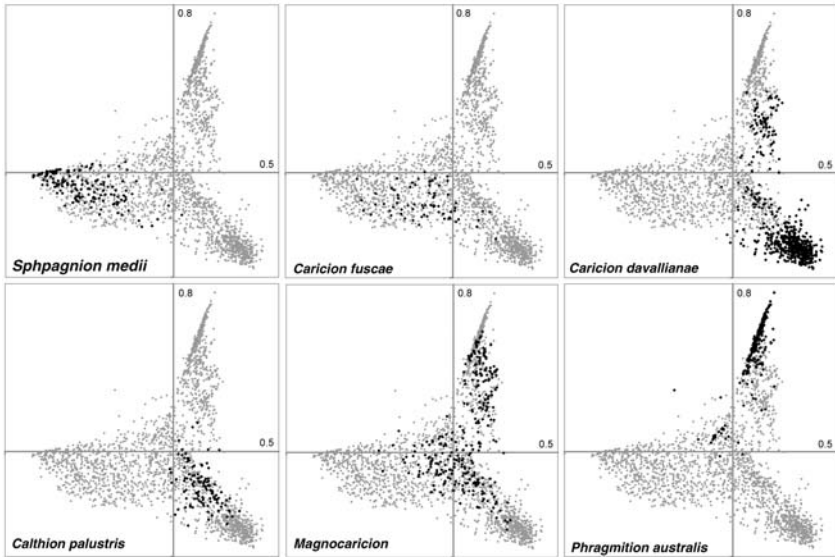 0.8
0.5
Sphpagnion medii
0.8
0.5
Caricion fuscae
0.8
0.5
Caricion davallianae
0.8
0.5
Calthion palustris
0.8
0.5
Magnocaricion
0.8
0.5
Phragmition australis